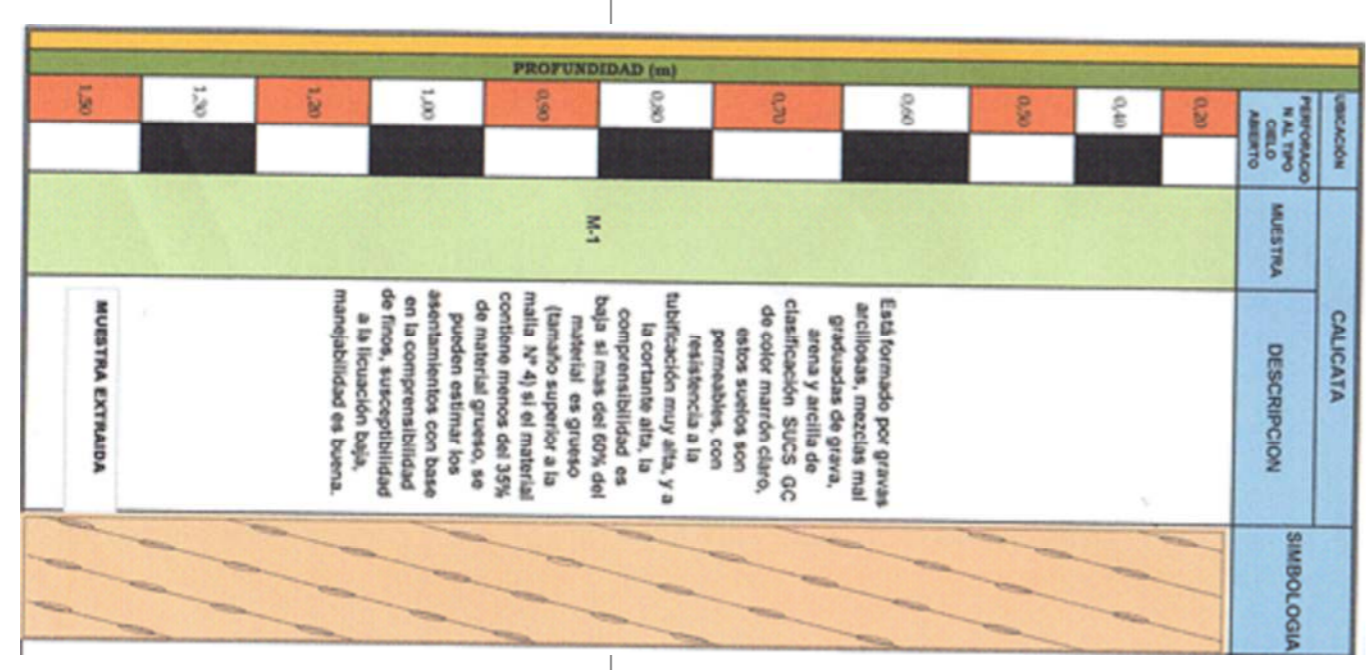 UBICACIÓN
CALICATA
SIMBOLOGIA
PERFORACIO
N AL TIPO
CIELO
ABIERTO
MUESTRA
DESCRIPCION
PROFUNDIDAD (m)
0,20
0,40
0,50
0,60
0,70
0,80
0,90
1,00
1,20
1,30
1,50
M-1
Está formado por gravas
arcillosas, mezclas mal
graduadas de grava,
arena y arcilla de
clasificación SUCS GC
de color marrón claro,
estos suelos son
permeables, con
resistencia a la
tubificación muy alta, y a
la cortante alta, la
comprensibilidad es
baja si mas del 60% del
material es grueso
(tamaño superior a la
malla Nº 4) si el material
contiene menos del 35%
de material grueso, se
pueden estimar los
asentamientos con base
en la comprensibilidad
de finos, susceptibilidad
a la licuación baja,
manejabilidad es buena.
MUESTRA EXTRAIDA